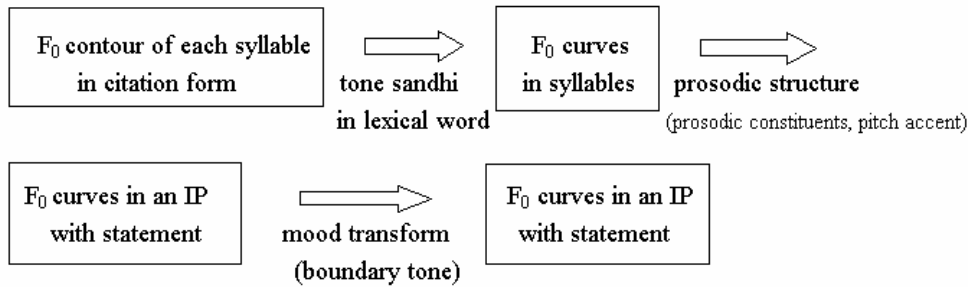 F₀ contour of each syllable
in citation form
tone sandhi
in lexical word
F₀ curves
in syllables
prosodic structure
(prosodic constituents, pitch accent)
F₀ curves in an IP
with statement
mood transform
(boundary tone)
F₀ curves in an IP
with statement